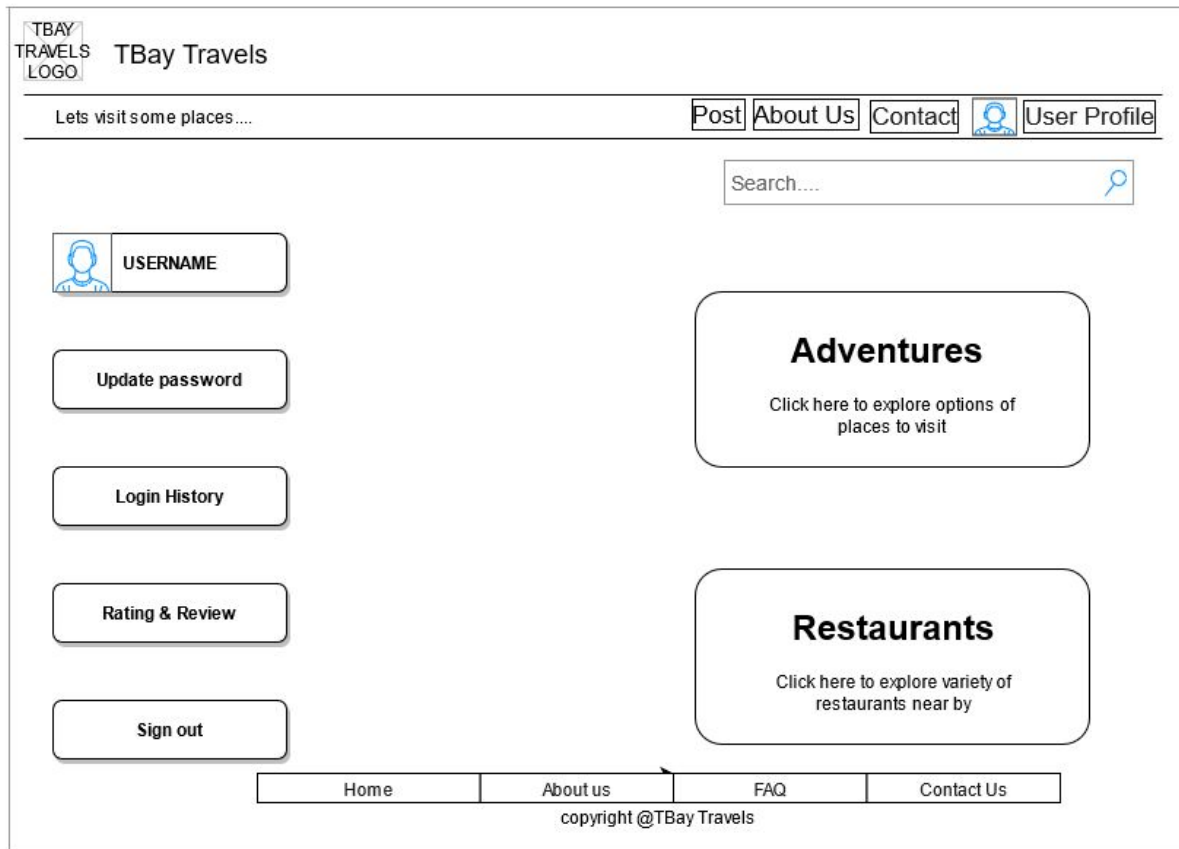 TBAY
TRAVELS
LOGO
TBay Travels
Lets visit some places....
Post About Us Contact User Profile
Search....
USERNAME
Update password
Login History
Rating & Review
Sign out
Adventures
Click here to explore options of
places to visit
Restaurants
Click here to explore variety of
restaurants near by
Home About us FAQ Contact Us
copyright @TBay Travels